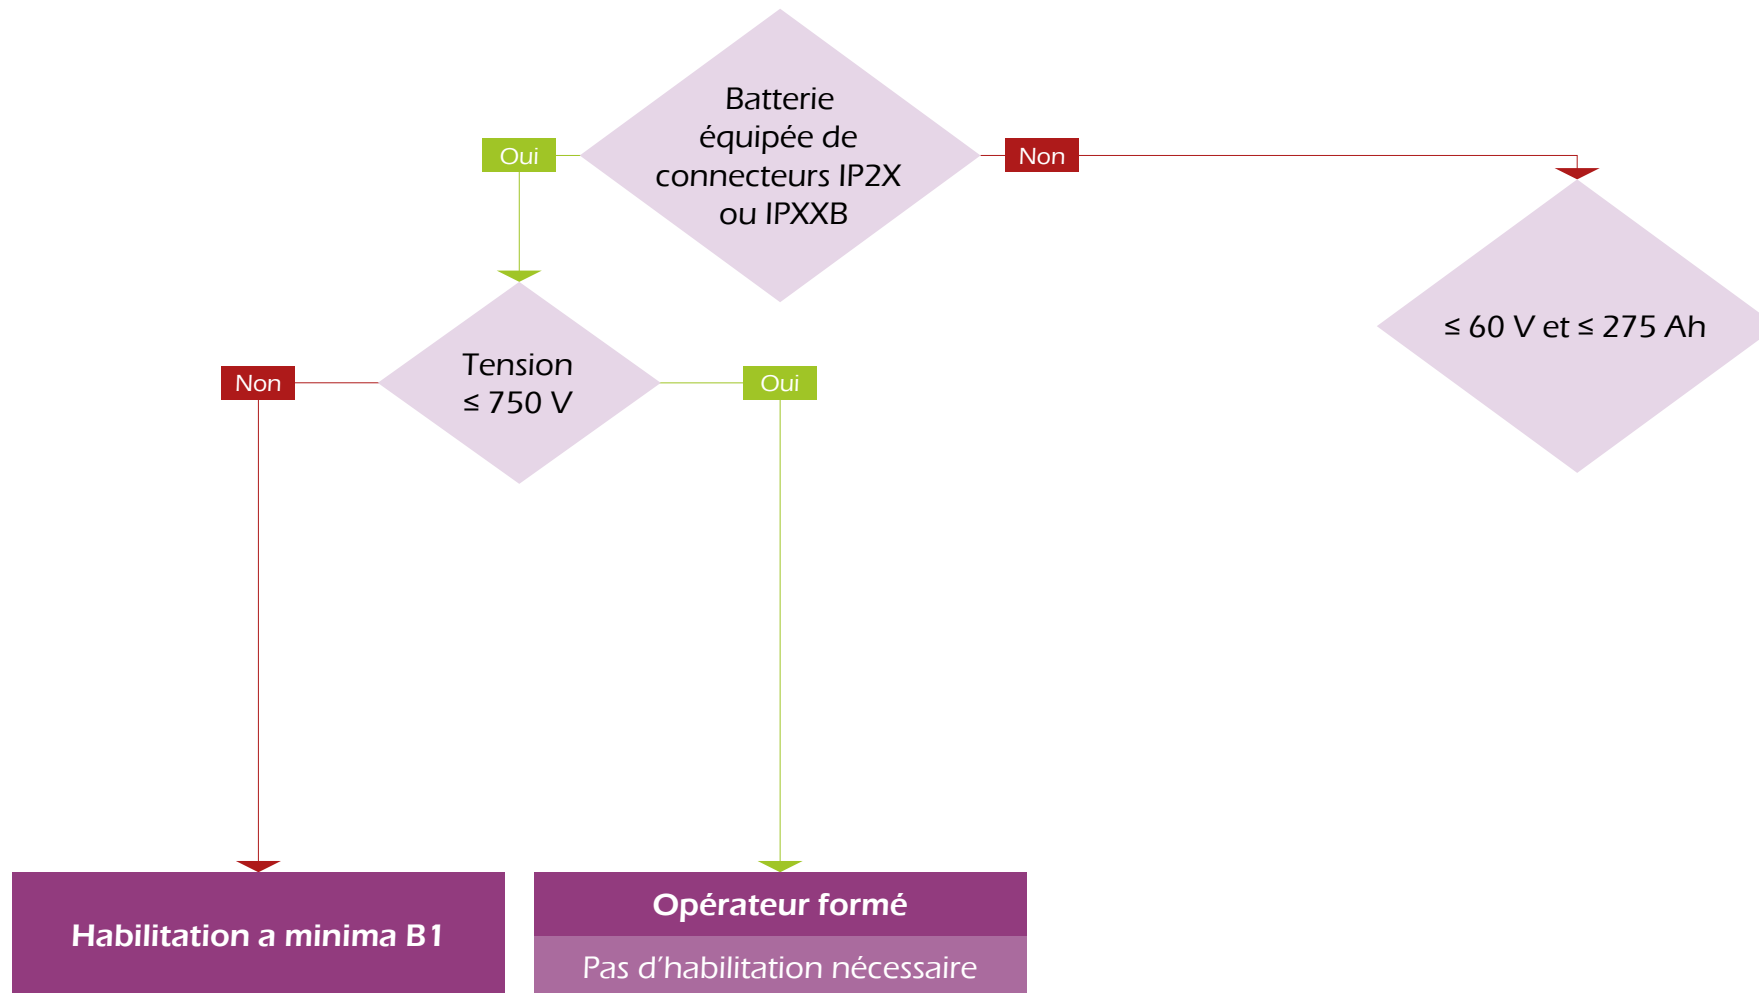 Batterie
équipée de
connecteurs IP2X
ou IPXXB
Oui
Non
≤ 60 V et ≤ 275 Ah
Tension
≤ 750 V
Non
Oui
Habilitation a minima B1
Opérateur formé
Pas d’habilitation nécessaire